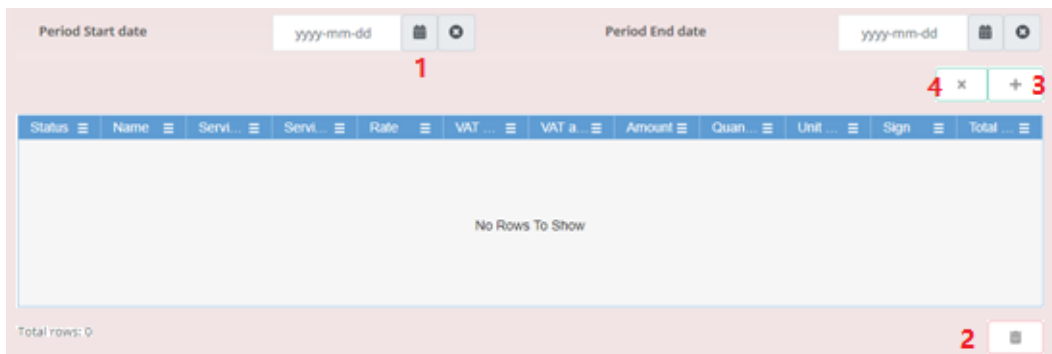 Period Start date yyyy-mm-dd Period End date yyyy-mm-dd
1
4 3
Status Name Servi... Servi... Rate VAT ... VAT a... Amount Quan... Unit ... Sign Total ...
No Rows To Show
Total rows: 0
2